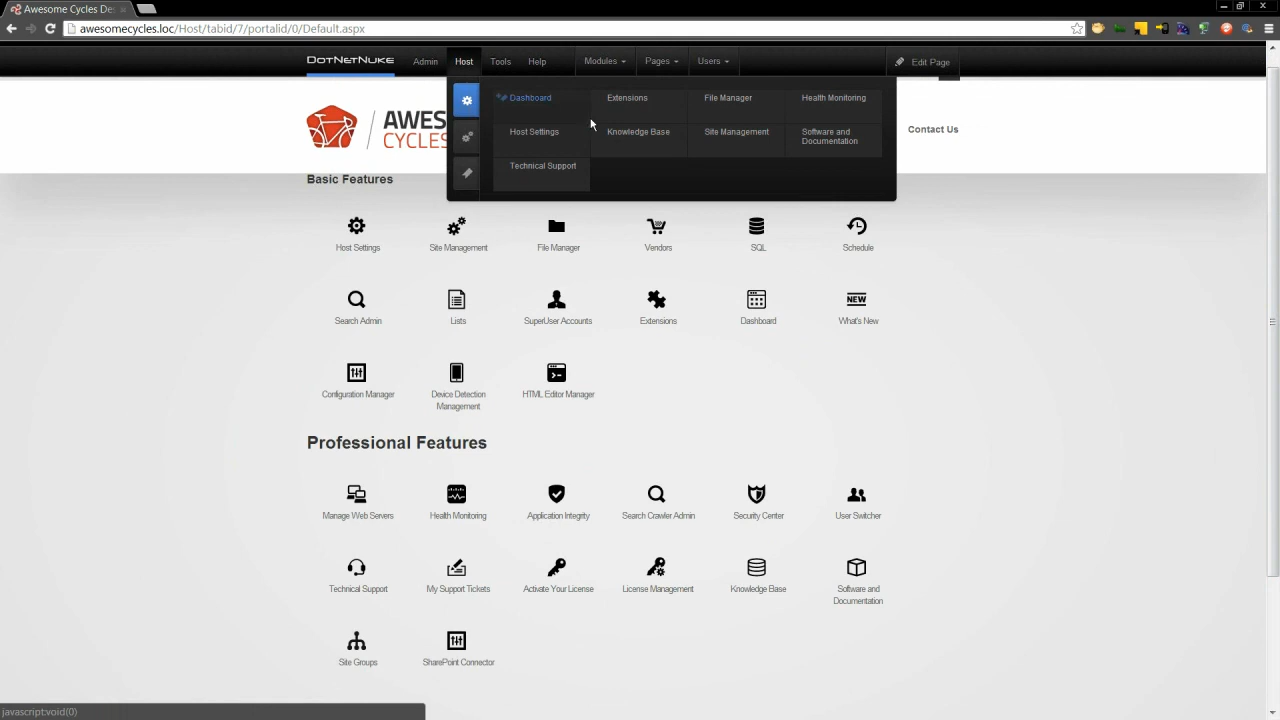 Awesome Cycles De
awesomecycles.loc/Host/tabid/7/portalid/0/Default.aspx
DOTNETNUKE Admin Host Tools Help Modules Pages Users Edit Page
Dashboard Extensions File Manager Health Monitoring
Host Settings Knowledge Base Site Management Software and
Documentation
Technical Support
AWES
CYCLES
Contact Us
Basic Features
Host Settings Site Management File Manager Vendors SQL Schedule
NEW
Search Admin Lists SuperUser Accounts Extensions Dashboard What's New
Configuration Manager Device Detection HTML Editor Manager
Management
Professional Features
Manage Web Servers Health Monitoring Application Integrity Search Crawler Admin Security Center User Switcher
Technical Support My Support Tickets Activate Your License License Management Knowledge Base Software and
Documentation
Site Groups SharePoint Connector
javascript:void(0)